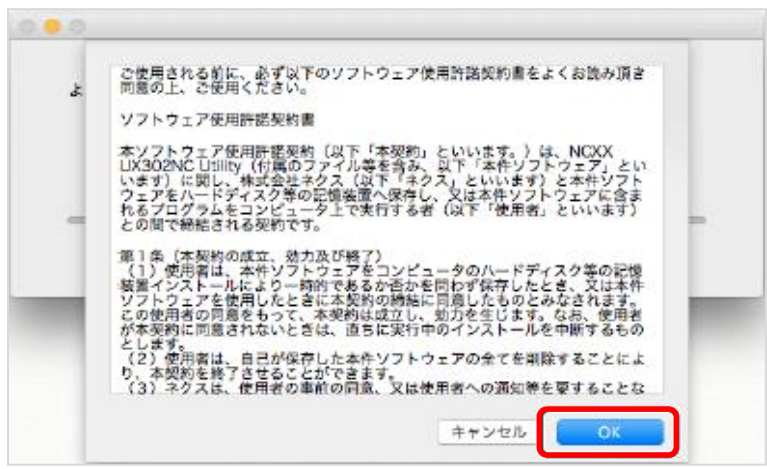 よ
ご使用される前に、必ず以下のソフトウェア使用許諾契約書をよくお読み頂き
同意の上、ご使用ください。
ソフトウェア使用許諾契約書
本ソフトウェア使用許諾契約（以下「本契約」といいます。）は、NCXX
UX302NC Utility（付属のファイル等を含み、以下「本件ソフトウェア」とい
います）に関し、株式会社ネクス（以下「ネクス」といいます）と本件ソフト
ウェアをハードディスク等の記憶装置へ保存し、又は本件ソフトウェアに含ま
れるプログラムをコンピュータ上で実行する者（以下「使用者」といいます）
との間で締結される契約です。
第１条（本契約の成立、効力及び終了）
（１）使用者は、本件ソフトウェアをコンピュータのハードディスク等の記憶
装置インストールにより一時的であるか否かを問わず保存したとき、又は本件
ソフトウェアを使用したときに本契約の締結に同意したものとみなされます。
この使用者の同意をもって、本契約は成立し、効力を生じます。なお、使用者
が本契約に同意されないときは、直ちに実行中のインストールを中断するもの
とします。
（２）使用者は、自己が保存した本件ソフトウェアの全てを削除することによ
り、本契約を終了させることができます。
（３）ネクスは、使用者の事前の同意、又は使用者への通知等を要することな
キャンセル
OK